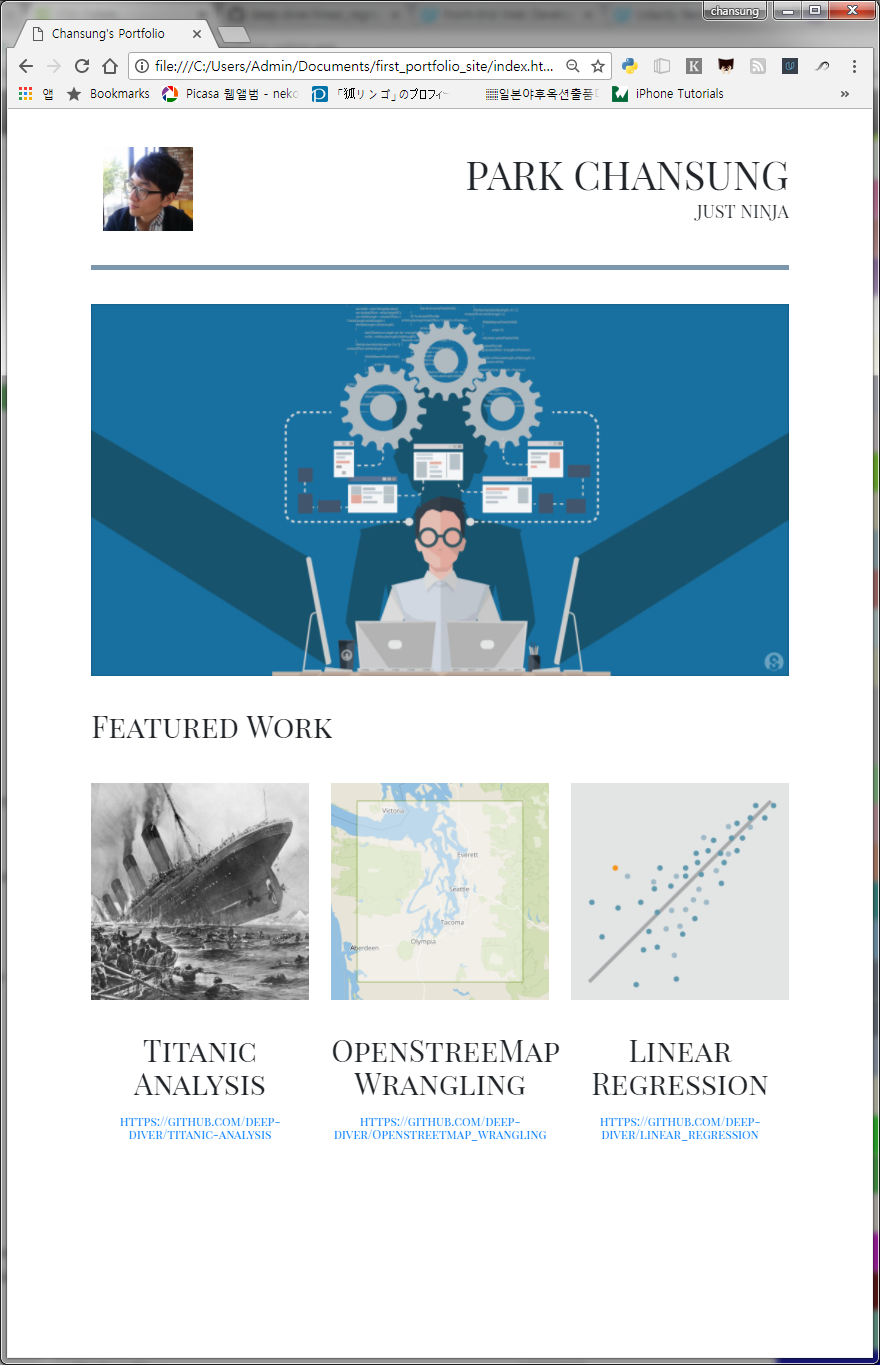 chansung
Chansung's Portfolio
file:///C:/Users/Admin/Documents/first_portfolio_site/index.ht...
앱 Bookmarks Picasa 웹앨범 - neko 「狐リンゴ」のプロフィー 일본야후옥션출품 iPhone Tutorials »
PARK CHANSUNG
JUST NINJA
Featured Work
Victoria
Everett
Seattle
Tacoma
Olympia
Aberdeen
Titanic
Analysis
https://github.com/deep-
diver/titanic-analysis
OpenStreeMap
Wrangling
https://github.com/deep-
diver/Openstreetmap_wrangling
Linear
Regression
https://github.com/deep-
diver/linear_regression